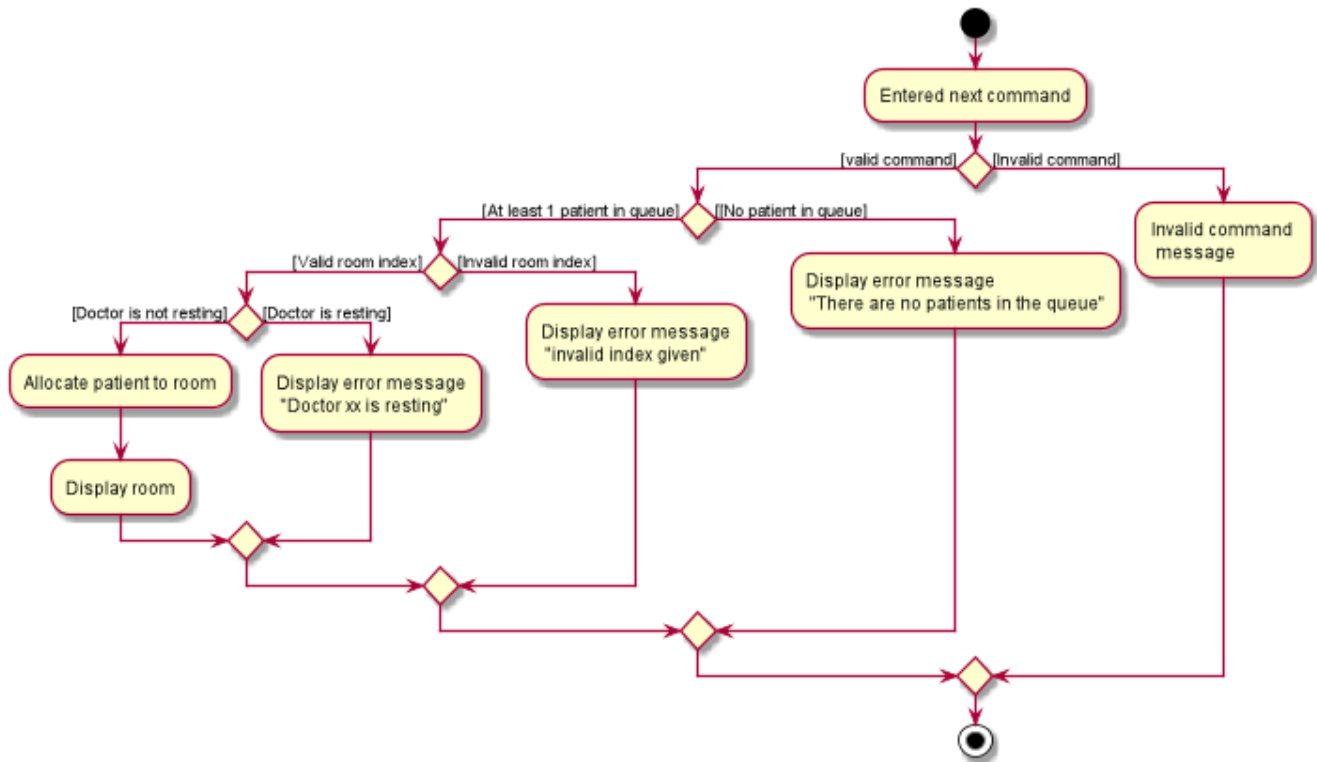 Entered next command
[valid command]
[Invalid command]
[At least 1 patient in queue]
[[No patient in queue]
Invalid command
message
[Valid room index]
[Invalid room index]
Display error message
"There are no patients in the queue"
[Doctor is not resting]
[Doctor is resting]
Display error message
"invalid index given"
Allocate patient to room
Display error message
"Doctor xx is resting"
Display room